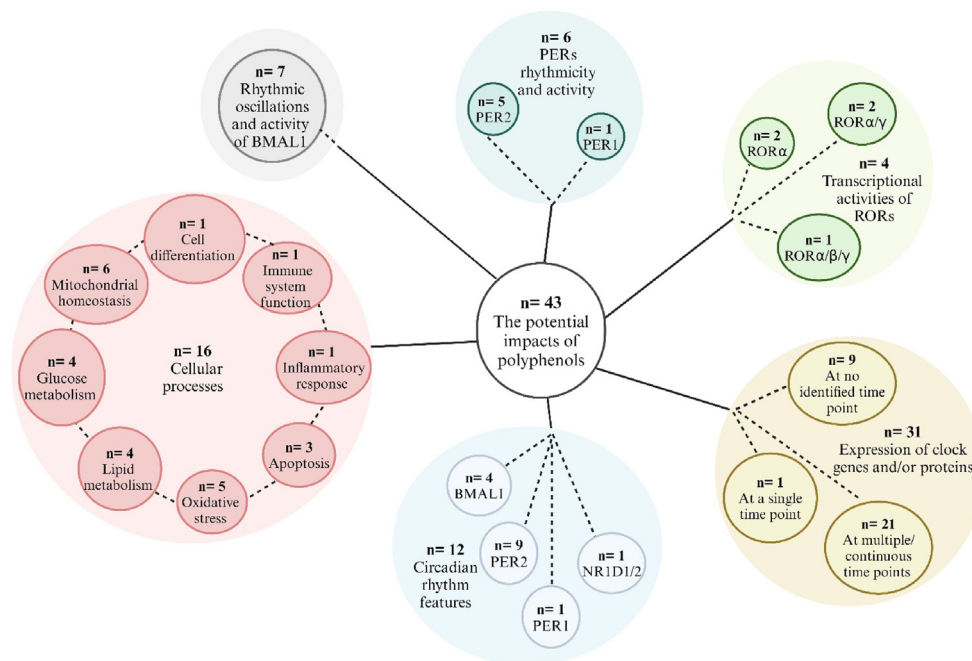 n= 7
Rhythmic
oscillations
and activity
of BMAL1
n= 6
PERs
rhythmicity
and activity
n= 5
PER2
n= 1
PER1
n= 2
RORα
n= 2
RORα/γ
n= 4
Transcriptional
activities of
RORs
n= 1
RORα/β/γ
n= 43
The potential
impacts of
polyphenols
n= 16
Cellular
processes
n= 1
Cell
differentiation
n= 1
Immune
system
function
n= 1
Inflammatory
response
n= 3
Apoptosis
n= 5
Oxidative
stress
n= 4
Lipid
metabolism
n= 4
Glucose
metabolism
n= 6
Mitochondrial
homeostasis
n= 12
Circadian
rhythm
features
n= 4
BMAL1
n= 9
PER2
n= 1
PER1
n= 1
NR1D1/2
n= 31
Expression of clock
genes and/or proteins
n= 9
At no
identified time
point
n= 1
At a single
time point
n= 21
At multiple/
continuous
time points